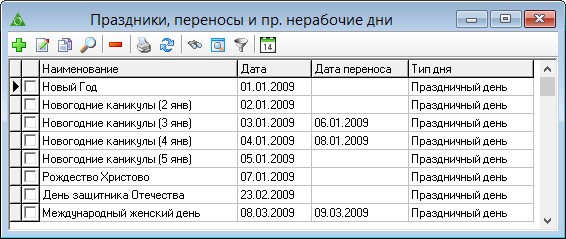 Праздники, переносы и пр. нерабочие дни
14
Наименование Дата Дата переноса Тип дня
Новый Год 01.01.2009 Праздничный день
Новогодние каникулы (2 янв) 02.01.2009 Праздничный день
Новогодние каникулы (3 янв) 03.01.2009 06.01.2009 Праздничный день
Новогодние каникулы (4 янв) 04.01.2009 08.01.2009 Праздничный день
Новогодние каникулы (5 янв) 05.01.2009 Праздничный день
Рождество Христово 07.01.2009 Праздничный день
День защитника Отечества 23.02.2009 Праздничный день
Международный женский день 08.03.2009 09.03.2009 Праздничный день